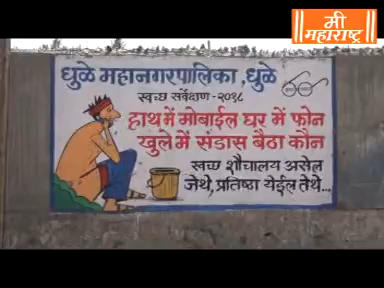 मी
महाराष्ट्र
धुळे महानगरपालिका, धुळे
स्वच्छ सर्वेक्षण-२०१८
हाथ में मोबाईल घर में फोन
खुले में संडास बैठा कौन
स्वच्छ शौचालय असेल
जेथे, प्रतिष्ठा येईल तेथे...